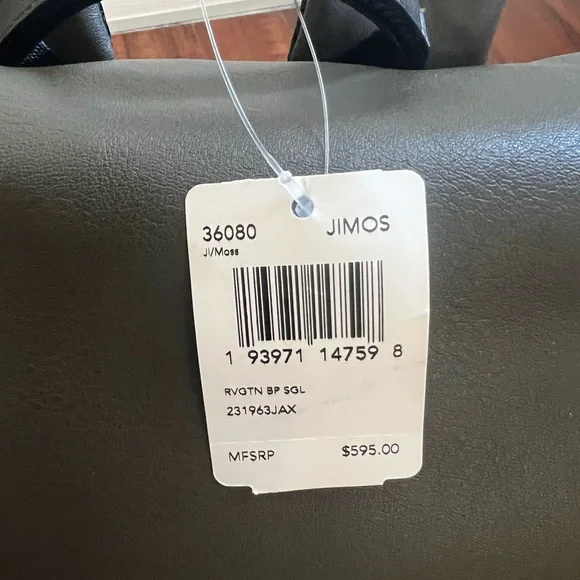 36080 JIMOS
JI/Moss
1 93971 14759 8
RVGTN BP SGL
231963JAX
MFSRP $595.00